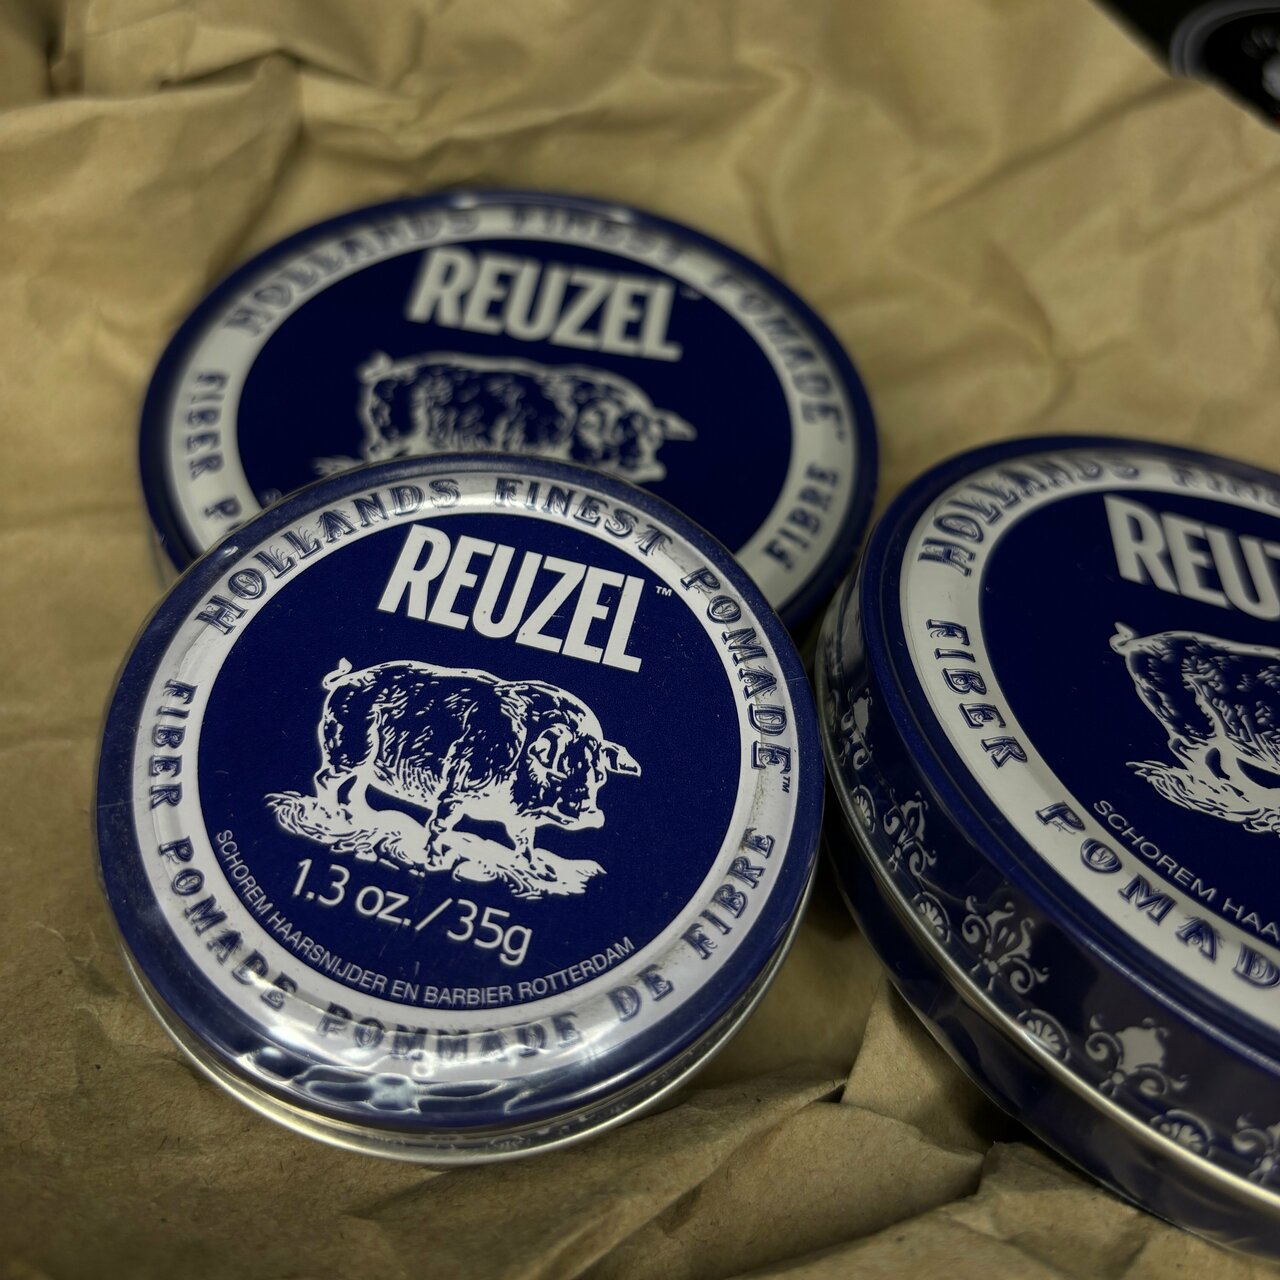 HOLLANDS FINEST POMADE
REUZEL
FIBER
FIBRE
HOLLANDS FINEST POMADE™
REUZEL™
1.3 oz./35g
SCHOREM HAARSNIJDER EN BARBIER ROTTERDAM
FIBER POMADE POMMADE DE FIBRE
HOLLANDS
REUZ
SCHOREM HAA
FIBER POMAD